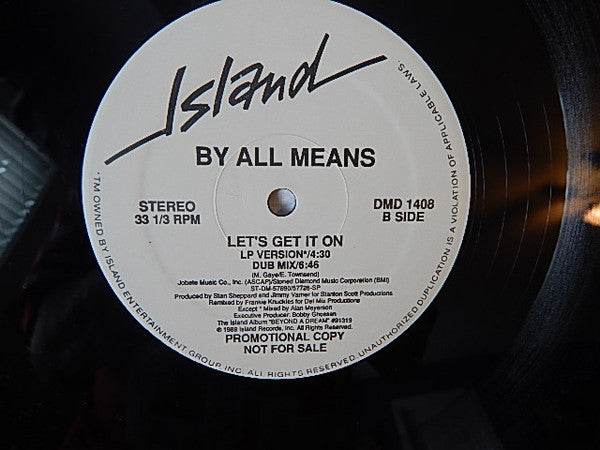 Island
BY ALL MEANS
STEREO
33 1/3 RPM
DMD 1408
B SIDE
LET'S GET IT ON
LP VERSION*/4:30
DUB MIX/6:46
(M. Gaye/E. Townsend)
Jobete Music Co., Inc. (ASCAP)/Stoned Diamond Music Corporation (BMI)
ST-DM-57690/57728-SP
Produced by Stan Sheppard and Jimmy Varner for Stanton Scott Productions
Remixed by Frankie Knuckles for Def Mix Productions
Except * Mixed by Alan Meyerson
Executive Producer: Bobby Ghossen
The Island Album "BEYOND A DREAM" #91319
℗ 1989 Island Records, Inc. All Rights Reserved.
PROMOTIONAL COPY
NOT FOR SALE
*TM OWNED BY ISLAND ENTERTAINMENT GROUP, INC. ALL RIGHTS RESERVED. UNAUTHORIZED DUPLICATION IS A VIOLATION OF APPLICABLE LAWS.